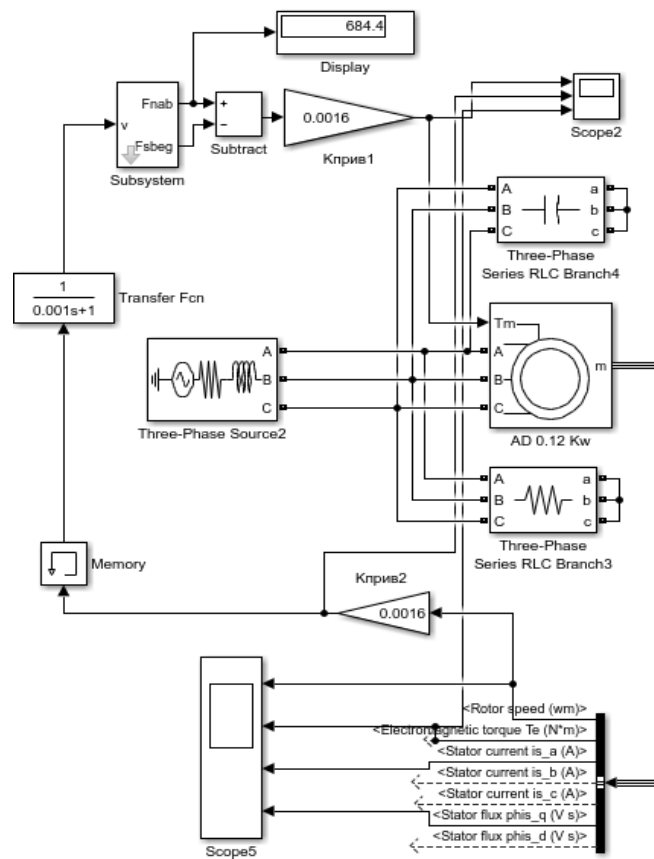 684.4
Display
Fnab
v
Fsbeg
Subsystem
+
−
Subtract
0.0016
Kприв1
Scope2
A a
B b
C c
Three-Phase
Series RLC Branch4
1
0.001s+1
Transfer Fcn
A
B
C
Three-Phase Source2
Tm
A
B
C
m
AD 0.12 Kw
A a
B b
C c
Three-Phase
Series RLC Branch3
Memory
Kприв2
0.0016
<Rotor speed (wm)>
<Electromagnetic torque Te (N*m)>
<Stator current is_a (A)>
<Stator current is_b (A)>
<Stator current is_c (A)>
<Stator flux phis_q (V s)>
<Stator flux phis_d (V s)>
Scope5